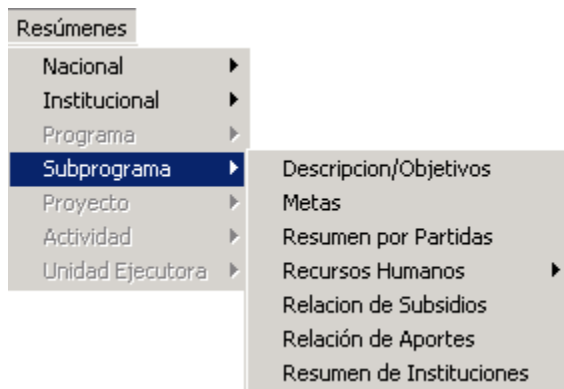 Resúmenes
Nacional
Institucional
Programa
Subprograma
Proyecto
Actividad
Unidad Ejecutora
Descripcion/Objetivos
Metas
Resumen por Partidas
Recursos Humanos
Relacion de Subsidios
Relación de Aportes
Resumen de Instituciones